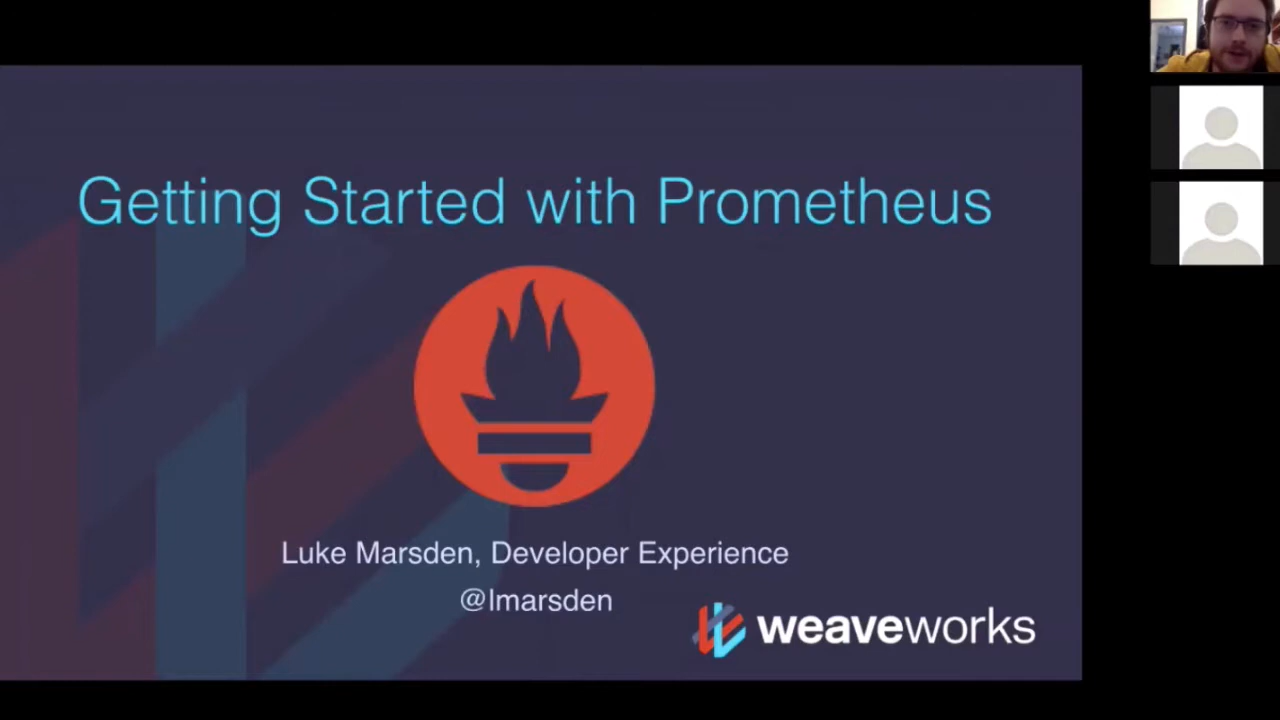 Getting Started with Prometheus
Luke Marsden, Developer Experience
@lmarsden
weaveworks